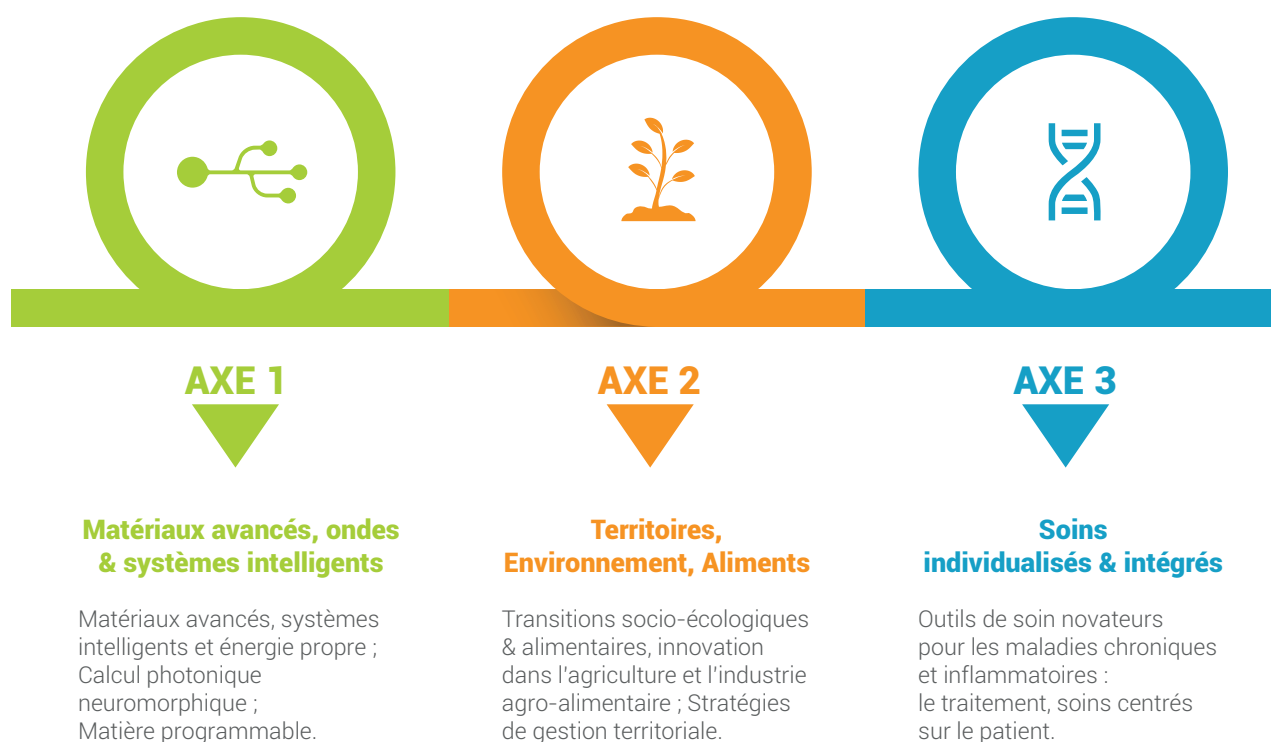 AXE 1
Matériaux avancés, ondes
& systèmes intelligents
Matériaux avancés, systèmes
intelligents et énergie propre ;
Calcul photonique
neuromorphique ;
Matière programmable.
AXE 2
Territoires,
Environnement, Aliments
Transitions socio-écologiques
& alimentaires, innovation
dans l'agriculture et l'industrie
agro-alimentaire ; Stratégies
de gestion territoriale.
AXE 3
Soins
individualisés & intégrés
Outils de soin novateurs
pour les maladies chroniques
et inflammatoires :
le traitement, soins centrés
sur le patient.